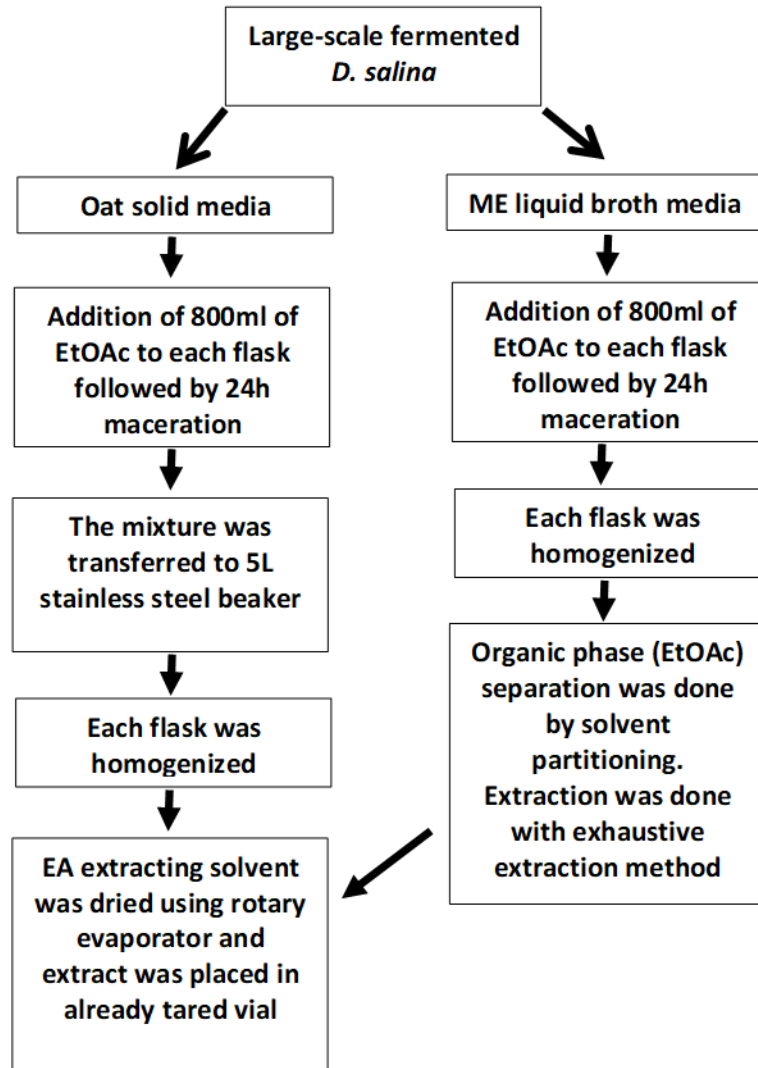 Large-scale fermented
D. salina
Oat solid media
Addition of 800ml of
EtOAc to each flask
followed by 24h
maceration
The mixture was
transferred to 5L
stainless steel beaker
Each flask was
homogenized
EA extracting solvent
was dried using rotary
evaporator and
extract was placed in
already tared vial
ME liquid broth media
Addition of 800ml of
EtOAc to each flask
followed by 24h
maceration
Each flask was
homogenized
Organic phase (EtOAc)
separation was done
by solvent
partitioning.
Extraction was done
with exhaustive
extraction method